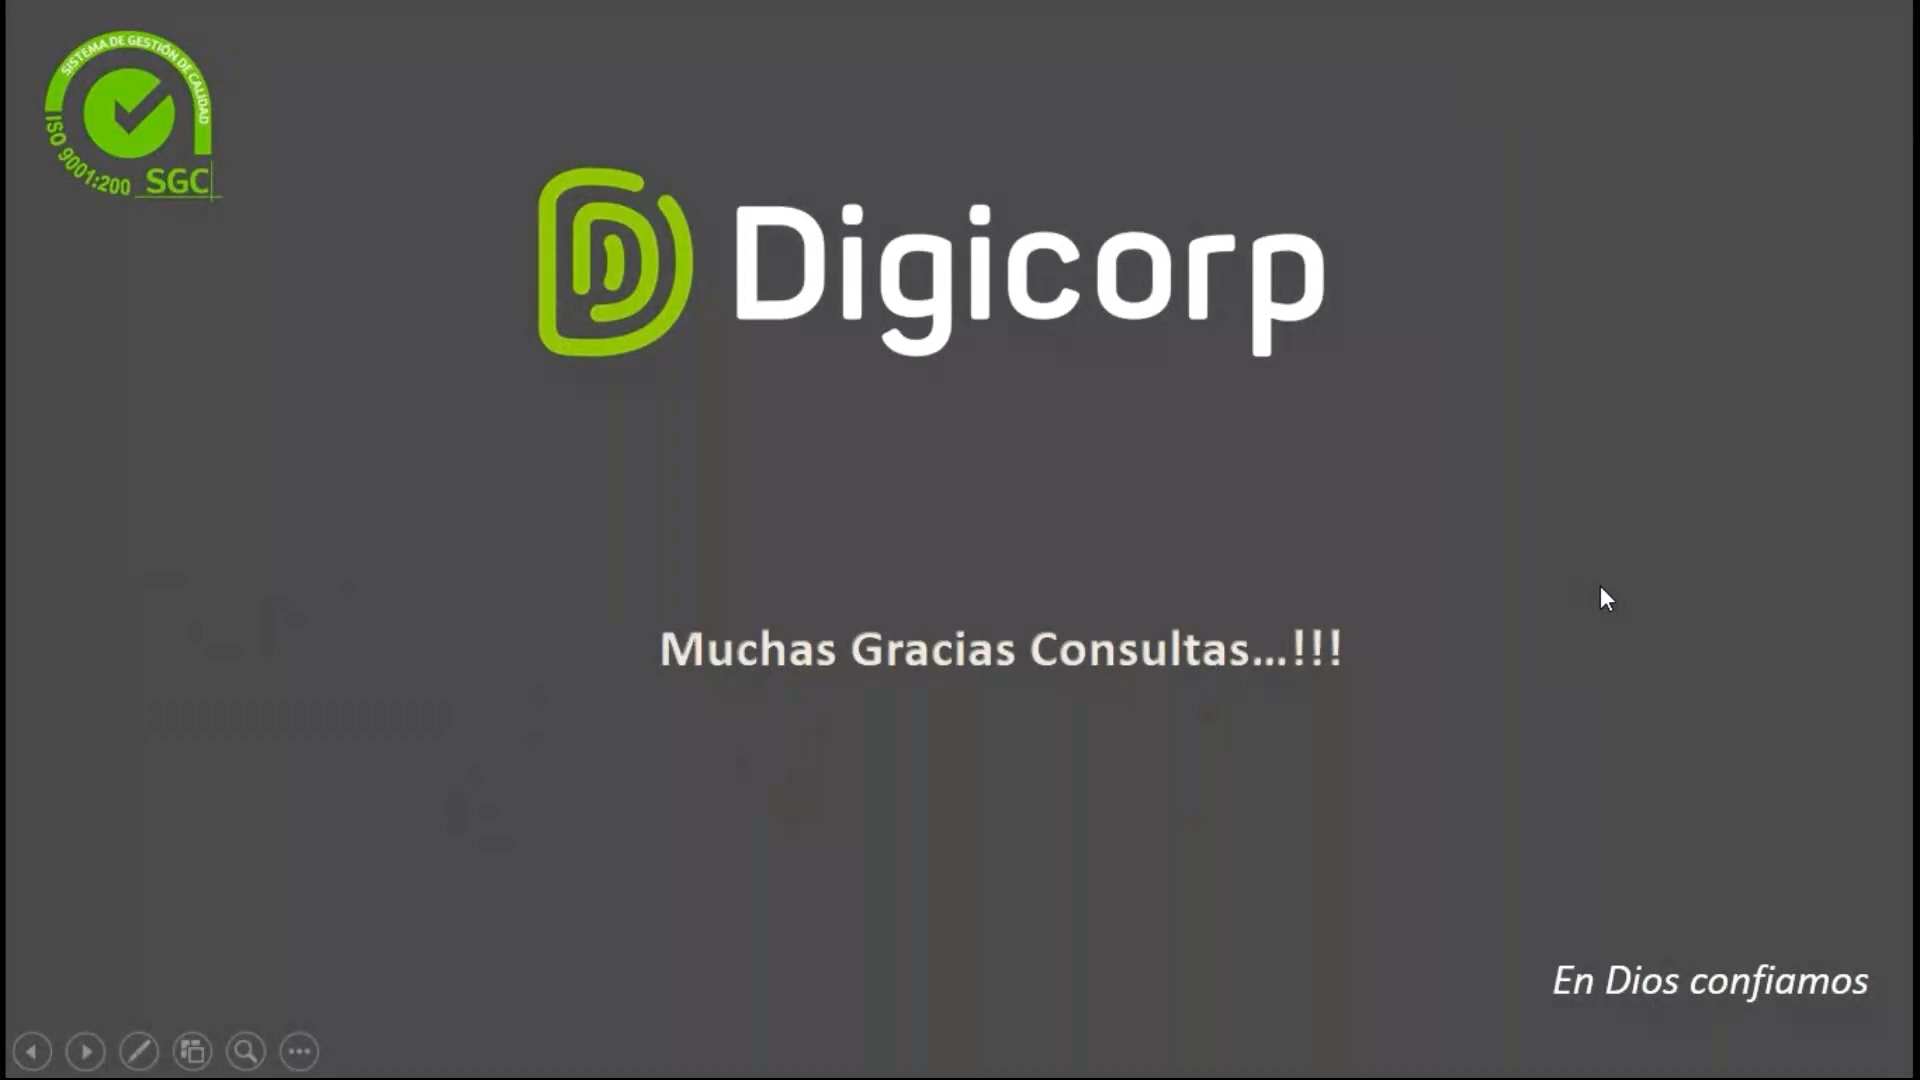 SISTEMA DE GESTIÓN DE CALIDAD
ISO 9001:200
SGC
Digicorp
Muchas Gracias Consultas...!!!
En Dios confiamos